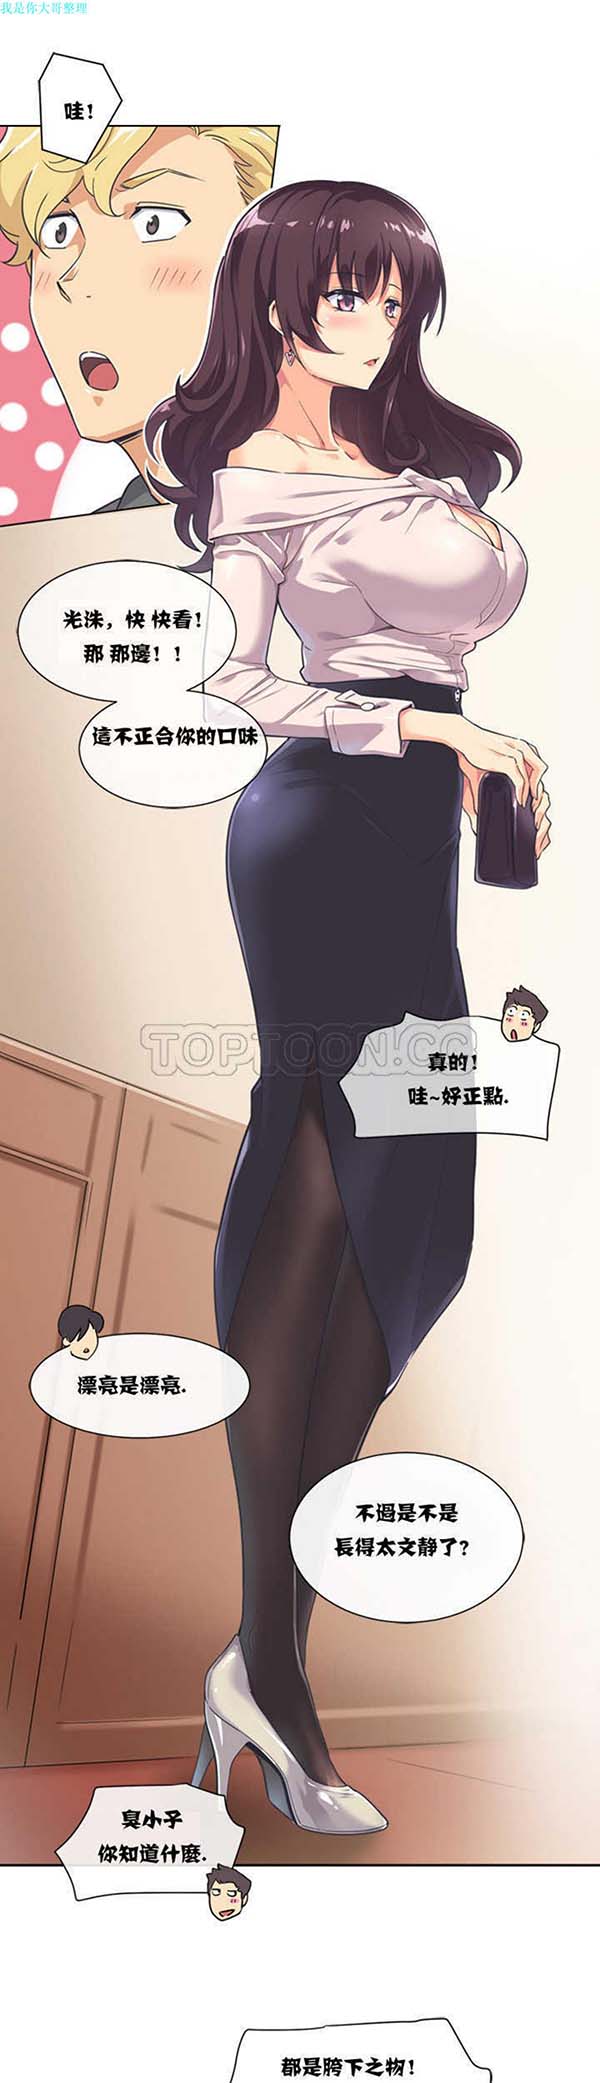 我是你大哥整理
哇!
光洙，快 快看!
那 那邊！！
這不正合你的口味
TOPTOON.CC
真的!
哇~好正點.
漂亮是漂亮.
不過是不是
長得太文靜了?
臭小子
你知道什麼.
都是胯下之物!